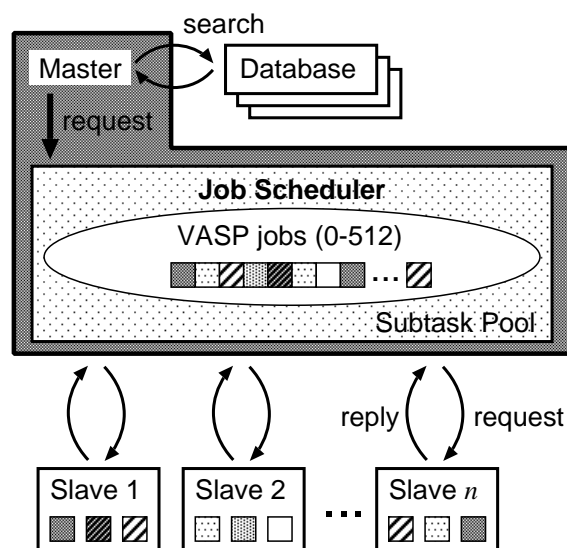 search
Master
Database
request
Job Scheduler
VASP jobs (0-512)
...
Subtask Pool
reply
request
Slave 1
Slave 2
...
Slave n